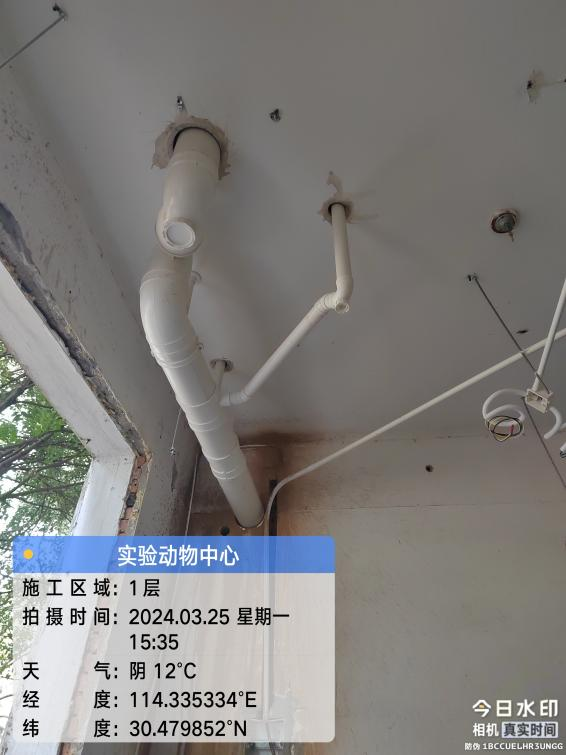 实验动物中心
施工区域：1层
拍摄时间：2024.03.25 星期一
15:35
天气：阴 12°C
经度：114.335334°E
纬度：30.479852°N
今日水印
相机 真实时间
防伪 1BCCUELHR3UNGG